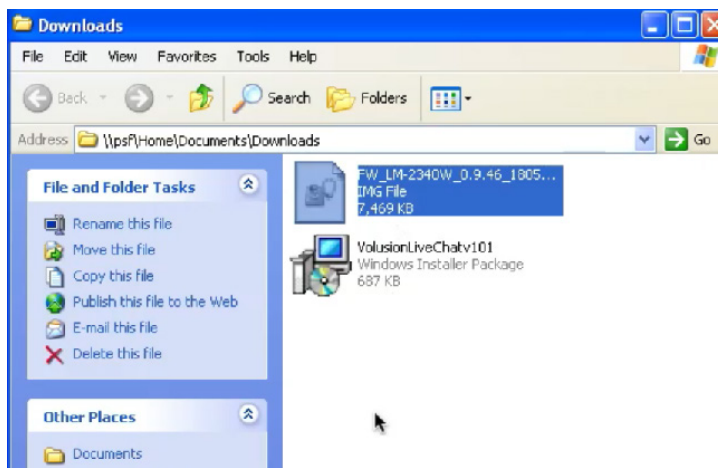 Downloads
File Edit View Favorites Tools Help
Back Search Folders
Address \\psf\Home\Documents\Downloads Go
File and Folder Tasks
Rename this file
Move this file
Copy this file
Publish this file to the Web
E-mail this file
Delete this file
Other Places
Documents
FW_LM-2340W_0.9.46_1805...
IMG File
7,469 KB
VolusionLiveChatv101
Windows Installer Package
687 KB